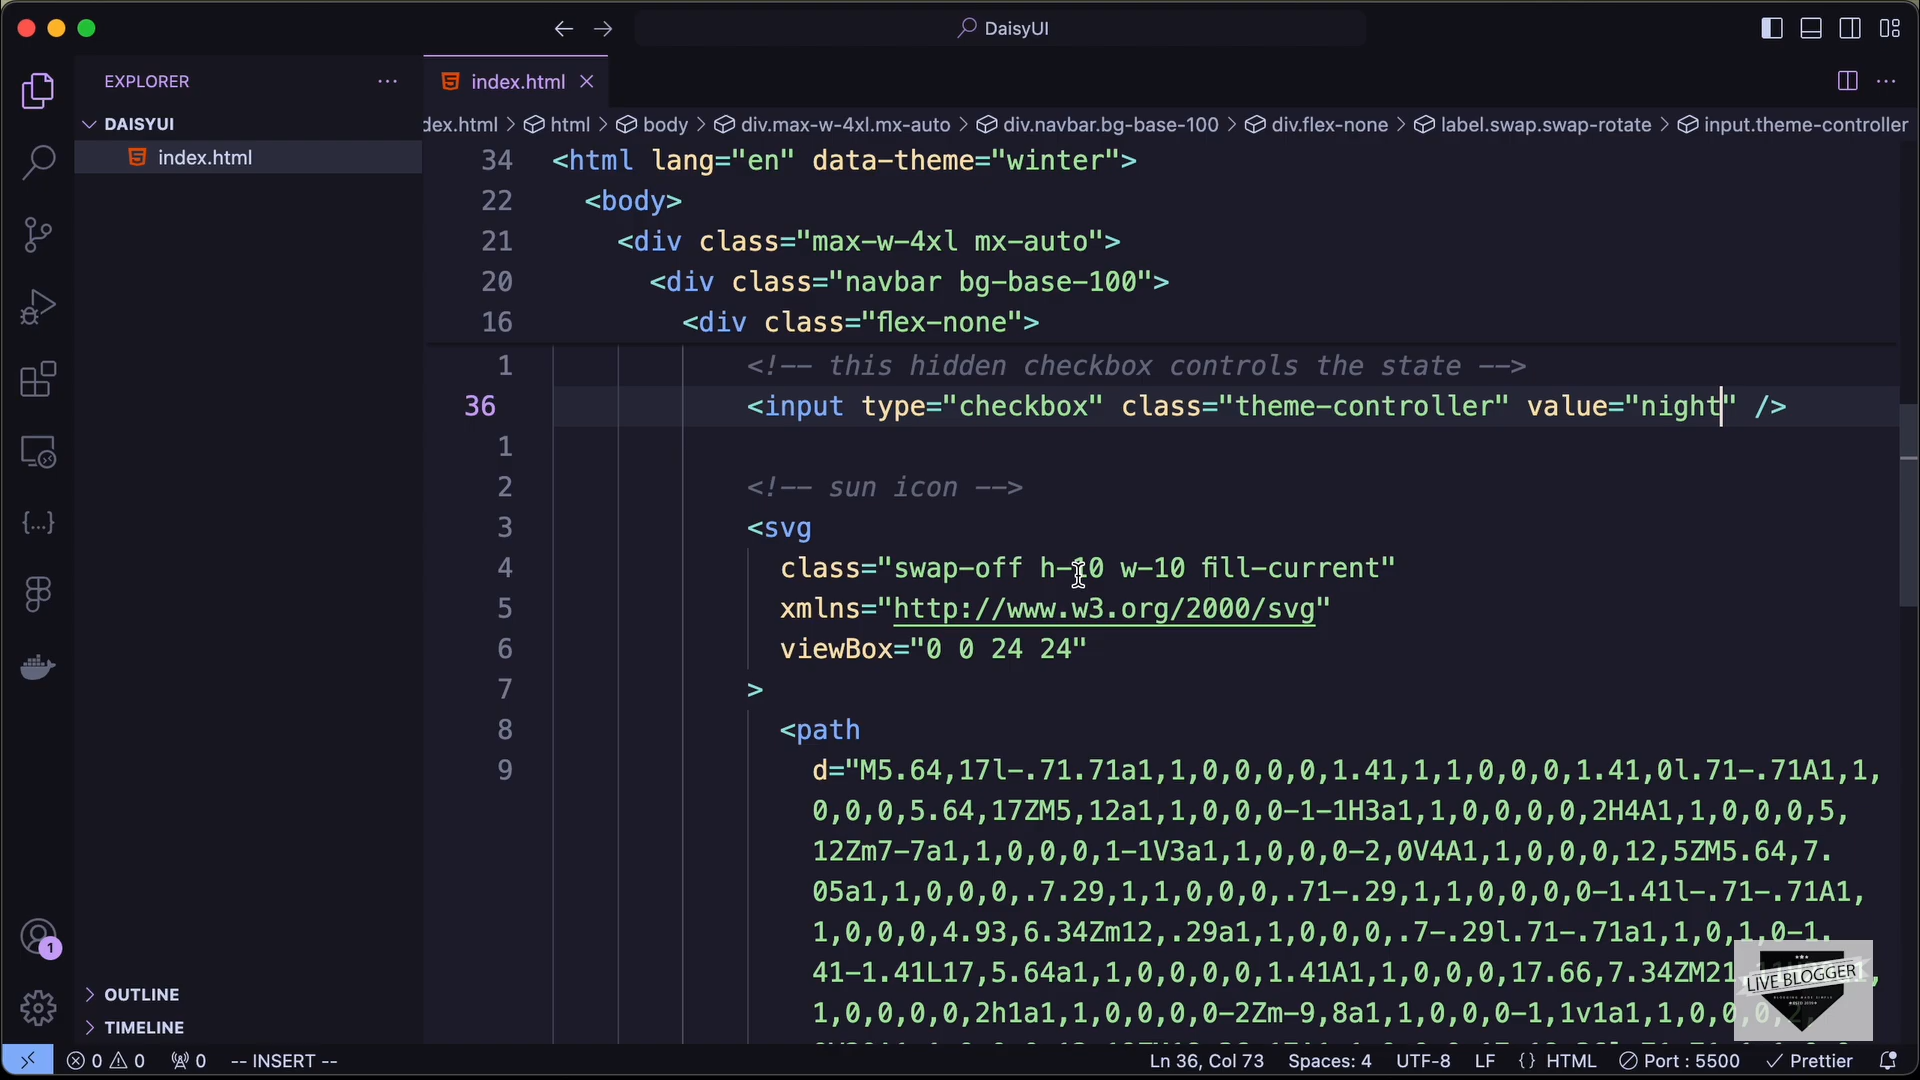 DaisyUI
EXPLORER
index.html
DAISYUI
index.html
dex.html > html > body > div.max-w-4xl.mx-auto > div.navbar.bg-base-100 > div.flex-none > label.swap.swap-rotate > input.theme-controller
34 <html lang="en" data-theme="winter">
22 <body>
21 <div class="max-w-4xl mx-auto">
20 <div class="navbar bg-base-100">
16 <div class="flex-none">
1 <!-- this hidden checkbox controls the state -->
36 <input type="checkbox" class="theme-controller" value="night" />
1
2 <!-- sun icon -->
3 <svg
4 class="swap-off h-10 w-10 fill-current"
5 xmlns="http://www.w3.org/2000/svg"
6 viewBox="0 0 24 24"
7 >
8 <path
9 d="M5.64,17l-.71.71a1,1,0,0,0,0,1.41,1,1,0,0,0,1.41,0l.71-.71A1,1,
0,0,0,5.64,17ZM5,12a1,1,0,0,0-1-1H3a1,1,0,0,0,0,2H4A1,1,0,0,0,5,
12Zm7-7a1,1,0,0,0,1-1V3a1,1,0,0,0-2,0V4A1,1,0,0,0,12,5ZM5.64,7.
05a1,1,0,0,0,.7.29,1,1,0,0,0,.71-.29,1,1,0,0,0,0-1.41l-.71-.71A1,
1,0,0,0,4.93,6.34Zm12,.29a1,1,0,0,0,.7-.29l.71-.71a1,1,0,1,0-1.
41-1.41L17,5.64a1,1,0,0,0,0,1.41A1,1,0,0,0,17.66,7.34ZM21
1,0,0,0,0,2h1a1,1,0,0,0,0-2Zm-9,8a1,1,0,0,0-1,1v1a1,1,0,0,0,2,
LIVE BLOGGER
1
OUTLINE
TIMELINE
0 0 0 -- INSERT -- Ln 36, Col 73 Spaces: 4 UTF-8 LF {} HTML Port : 5500 Prettier